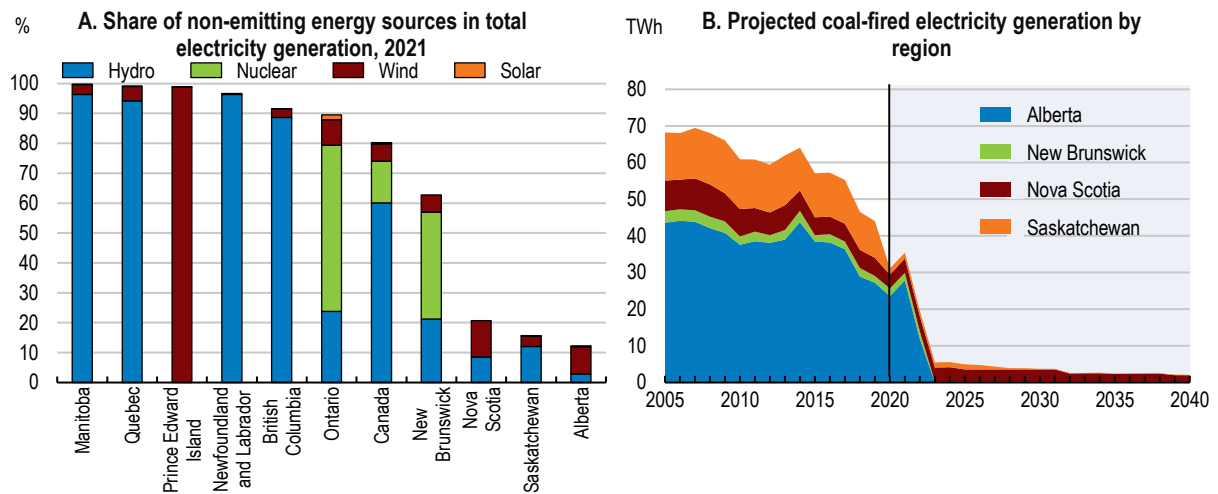 %
A. Share of non-emitting energy sources in total
electricity generation, 2021
Hydro
Nuclear
Wind
Solar
100
90
80
70
60
50
40
30
20
10
0
Manitoba
Quebec
Prince Edward
Island
Newfoundland
and Labrador
British
Columbia
Ontario
Canada
New
Brunswick
Nova
Scotia
Saskatchewan
Alberta
TWh
B. Projected coal-fired electricity generation by
region
80
70
60
50
40
30
20
10
0
Alberta
New Brunswick
Nova Scotia
Saskatchewan
2005
2010
2015
2020
2025
2030
2035
2040